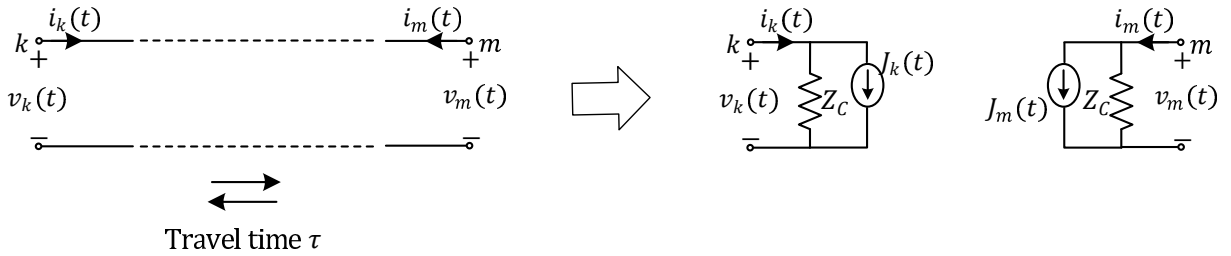 i_k(t) i_m(t) i_k(t) i_m(t)
k m k m
+ + + +
J_k(t)
v_k(t) v_m(t) v_k(t) Z_C J_m(t) Z_C v_m(t)
− − − −
Travel time τ